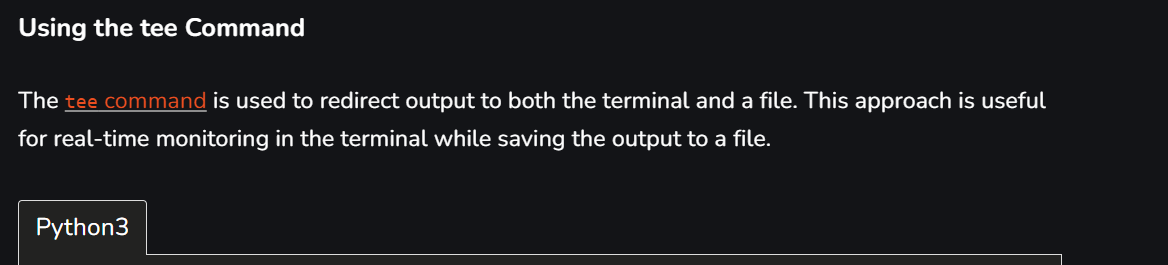 Using the tee Command
The tee command is used to redirect output to both the terminal and a file. This approach is useful
for real-time monitoring in the terminal while saving the output to a file.
Python3